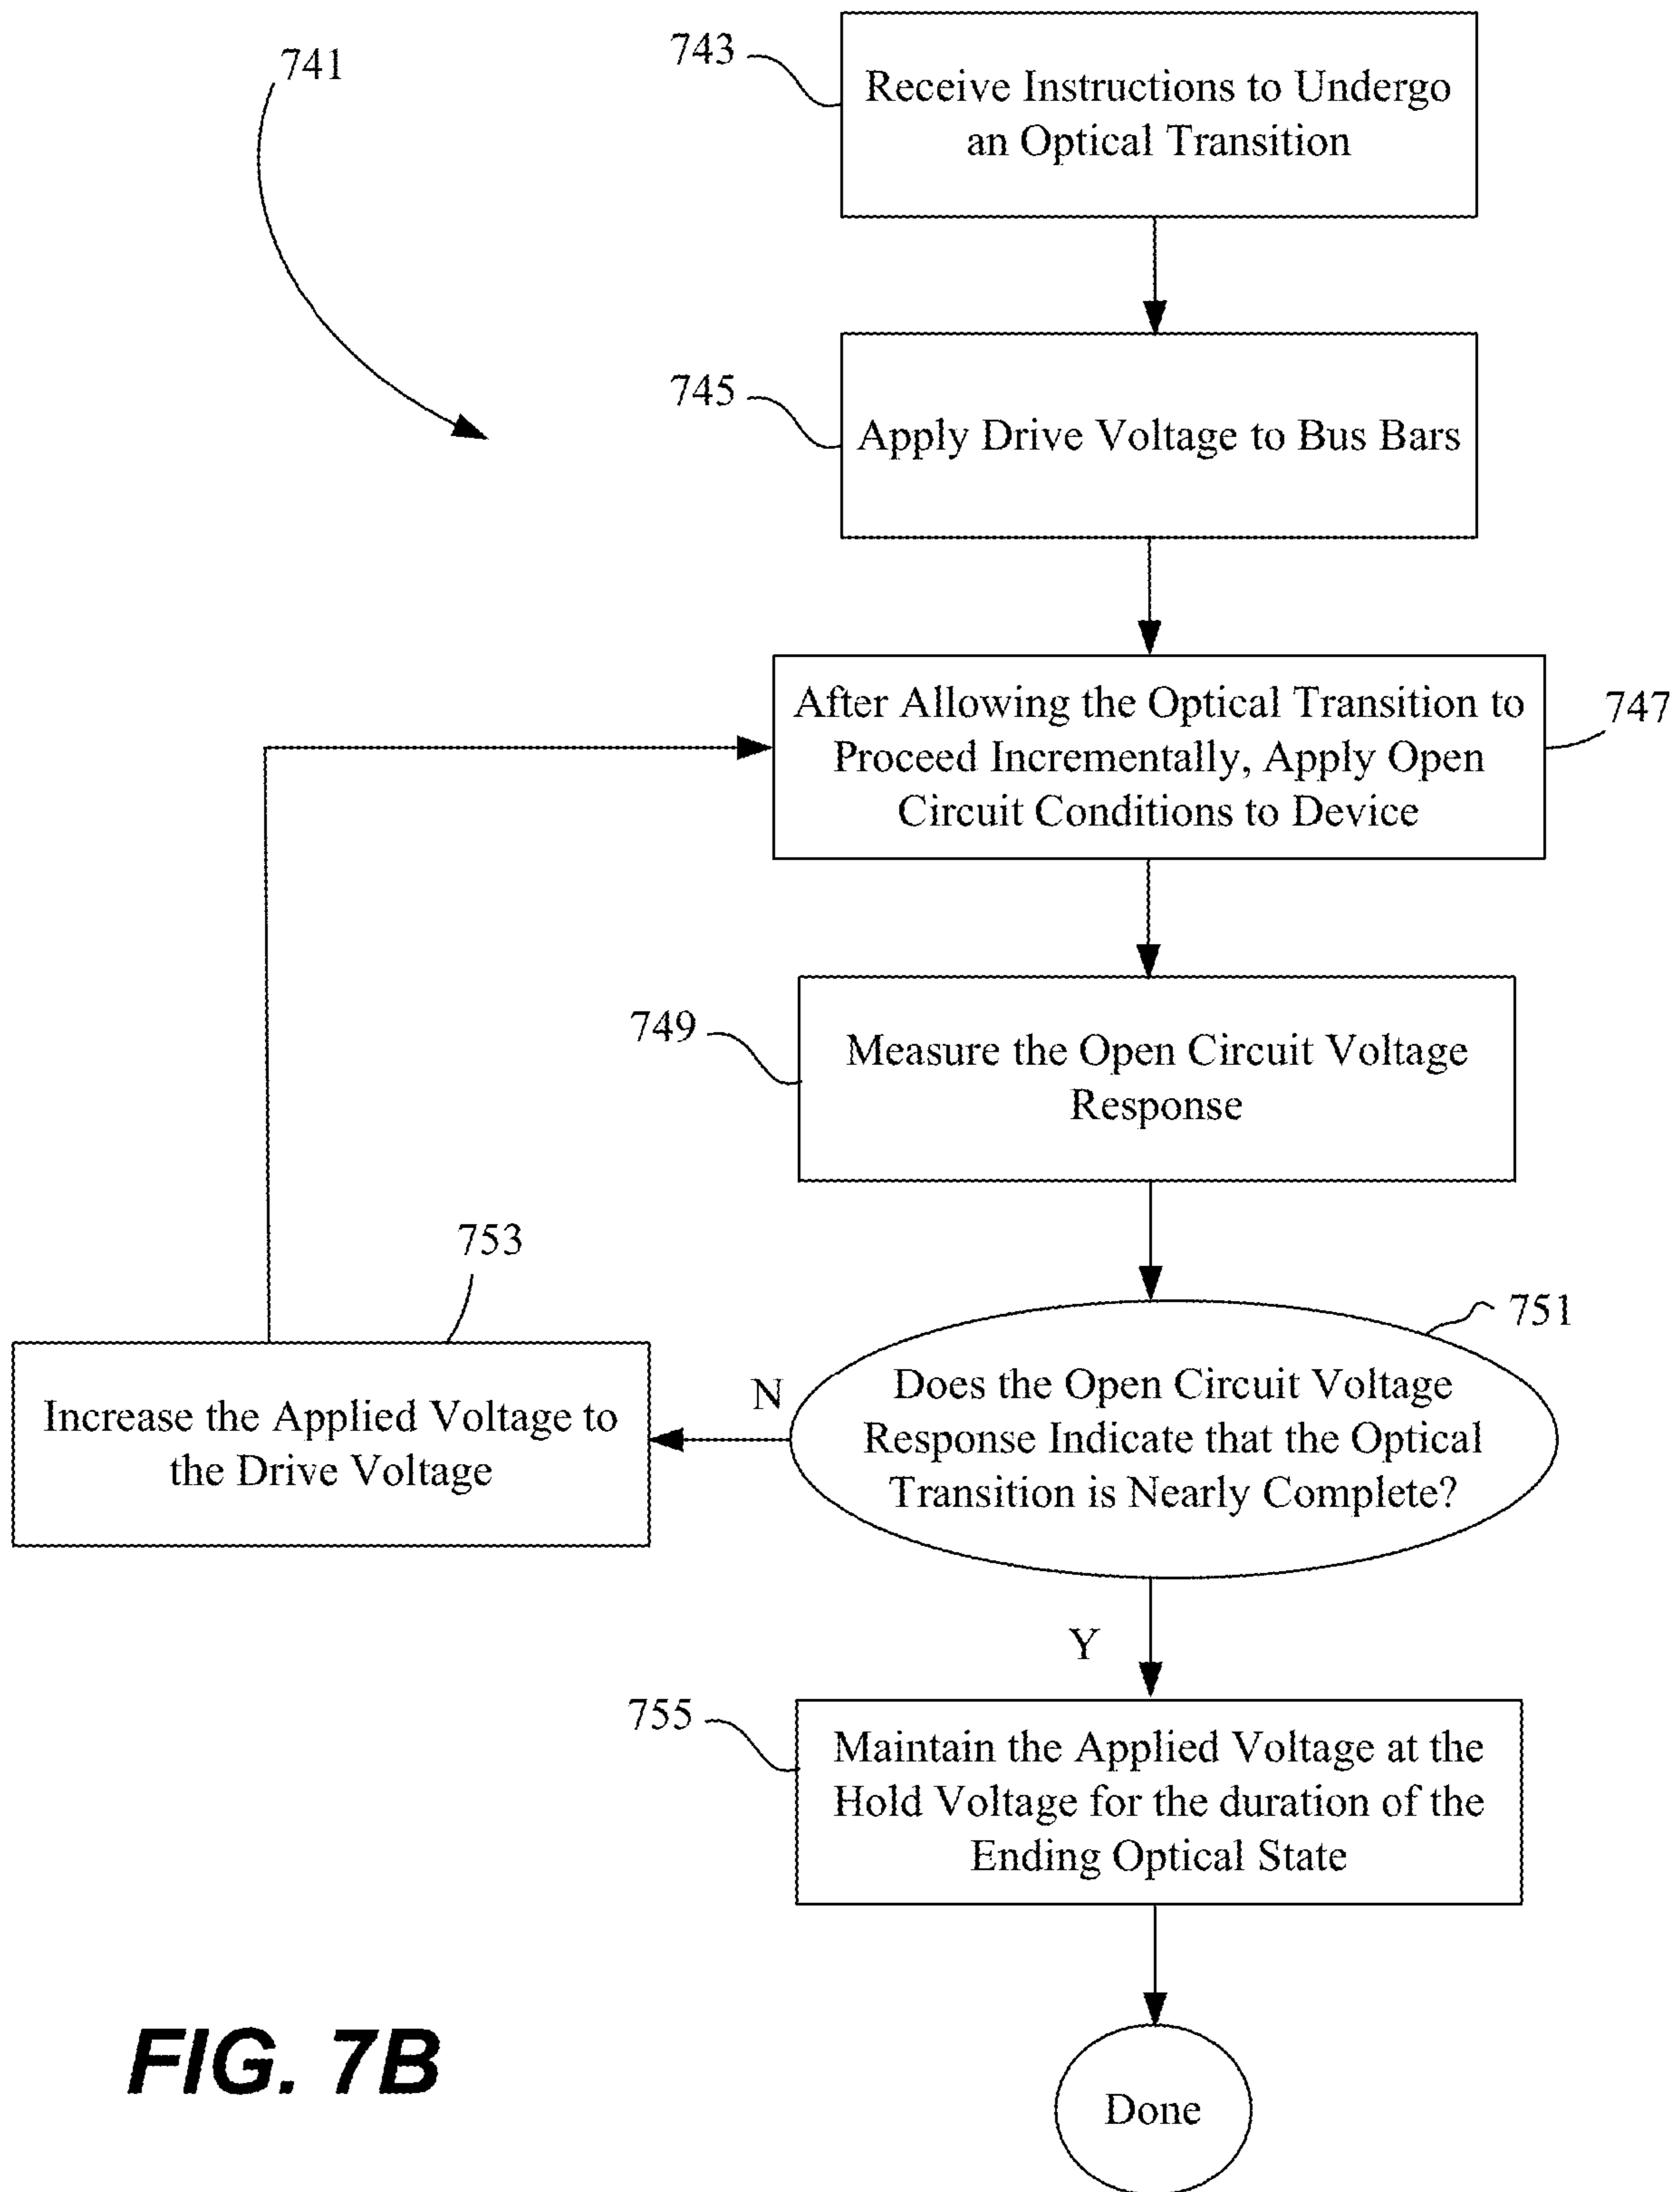 741
743
Receive Instructions to Undergo
an Optical Transition
745
Apply Drive Voltage to Bus Bars
After Allowing the Optical Transition to
Proceed Incrementally, Apply Open
Circuit Conditions to Device
747
749
Measure the Open Circuit Voltage
Response
751
Does the Open Circuit Voltage
Response Indicate that the Optical
Transition is Nearly Complete?
N
753
Increase the Applied Voltage to
the Drive Voltage
Y
755
Maintain the Applied Voltage at the
Hold Voltage for the duration of the
Ending Optical State
Done
FIG. 7B